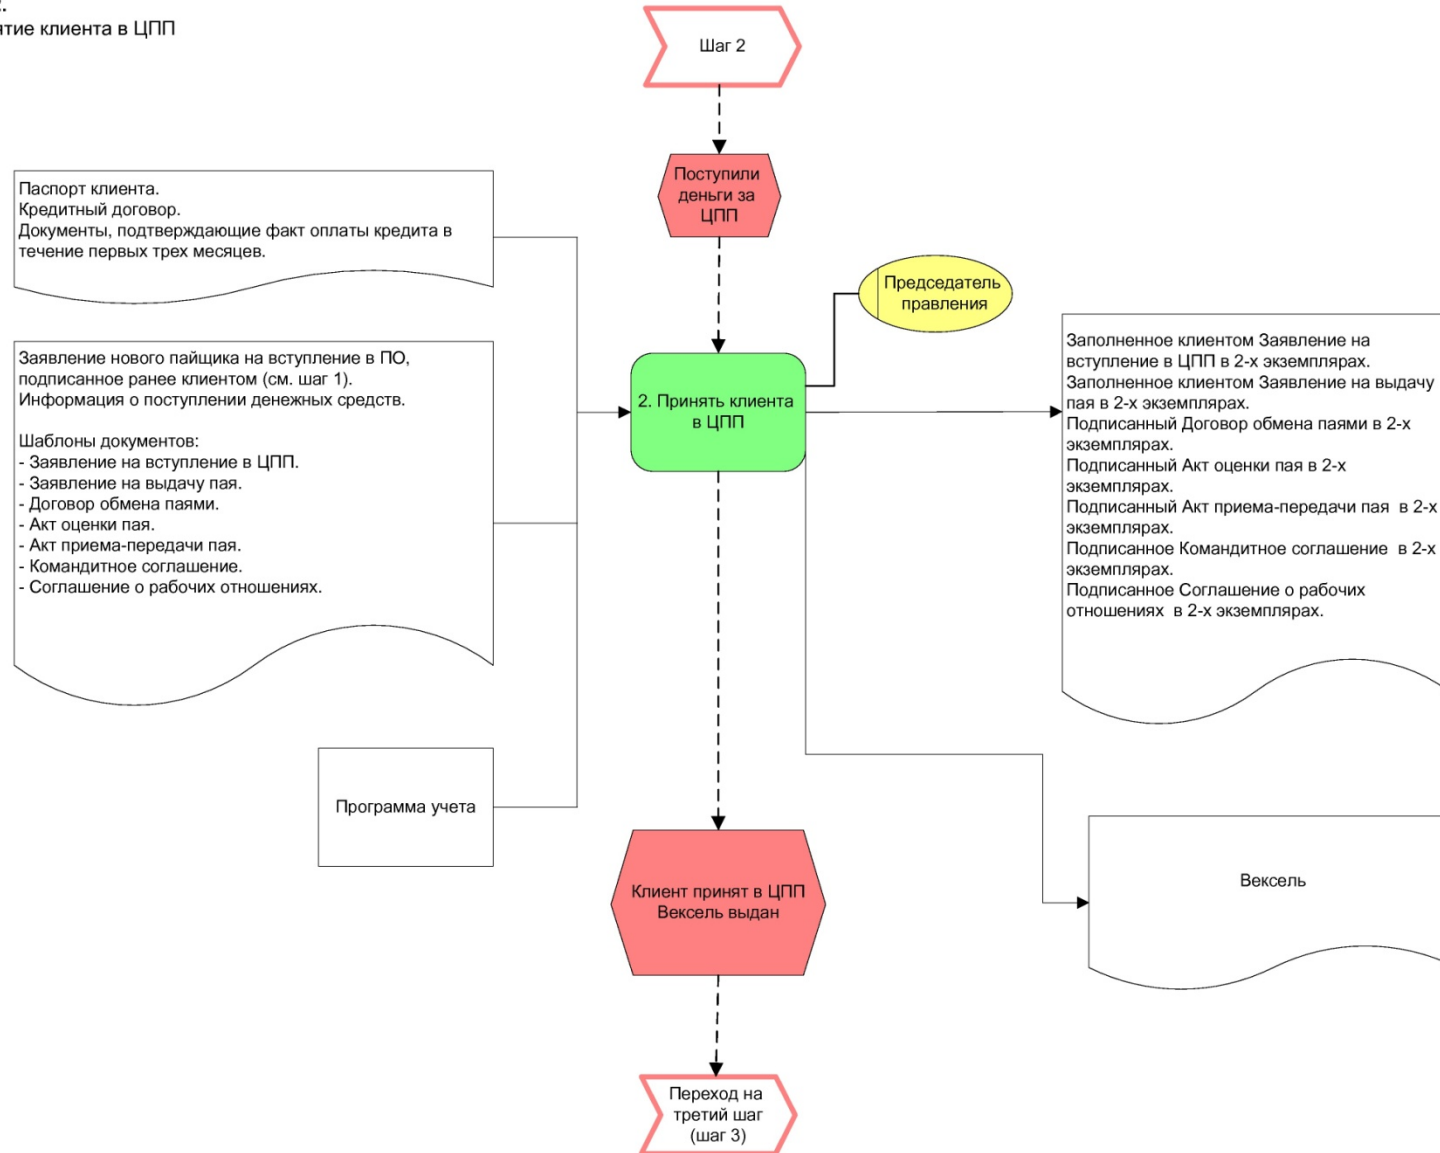 ятие клиента в ЦПП
Шаг 2
Поступили
деньги за
ЦПП
Паспорт клиента.
Кредитный договор.
Документы, подтверждающие факт оплаты кредита в
течение первых трех месяцев.
Председатель
правления
Заявление нового пайщика на вступление в ПО,
подписанное ранее клиентом (см. шаг 1).
Информация о поступлении денежных средств.
Шаблоны документов:
- Заявление на вступление в ЦПП.
- Заявление на выдачу пая.
- Договор обмена паями.
- Акт оценки пая.
- Акт приема-передачи пая.
- Командитное соглашение.
- Соглашение о рабочих отношениях.
2. Принять клиента
в ЦПП
Заполненное клиентом Заявление на
вступление в ЦПП в 2-х экземплярах.
Заполненное клиентом Заявление на выдачу
пая в 2-х экземплярах.
Подписанный Договор обмена паями в 2-х
экземплярах.
Подписанный Акт оценки пая в 2-х
экземплярах.
Подписанный Акт приема-передачи пая в 2-х
экземплярах.
Подписанное Командитное соглашение в 2-х
экземплярах.
Подписанное Соглашение о рабочих
отношениях в 2-х экземплярах.
Программа учета
Клиент принят в ЦПП
Вексель выдан
Вексель
Переход на
третий шаг
(шаг 3)